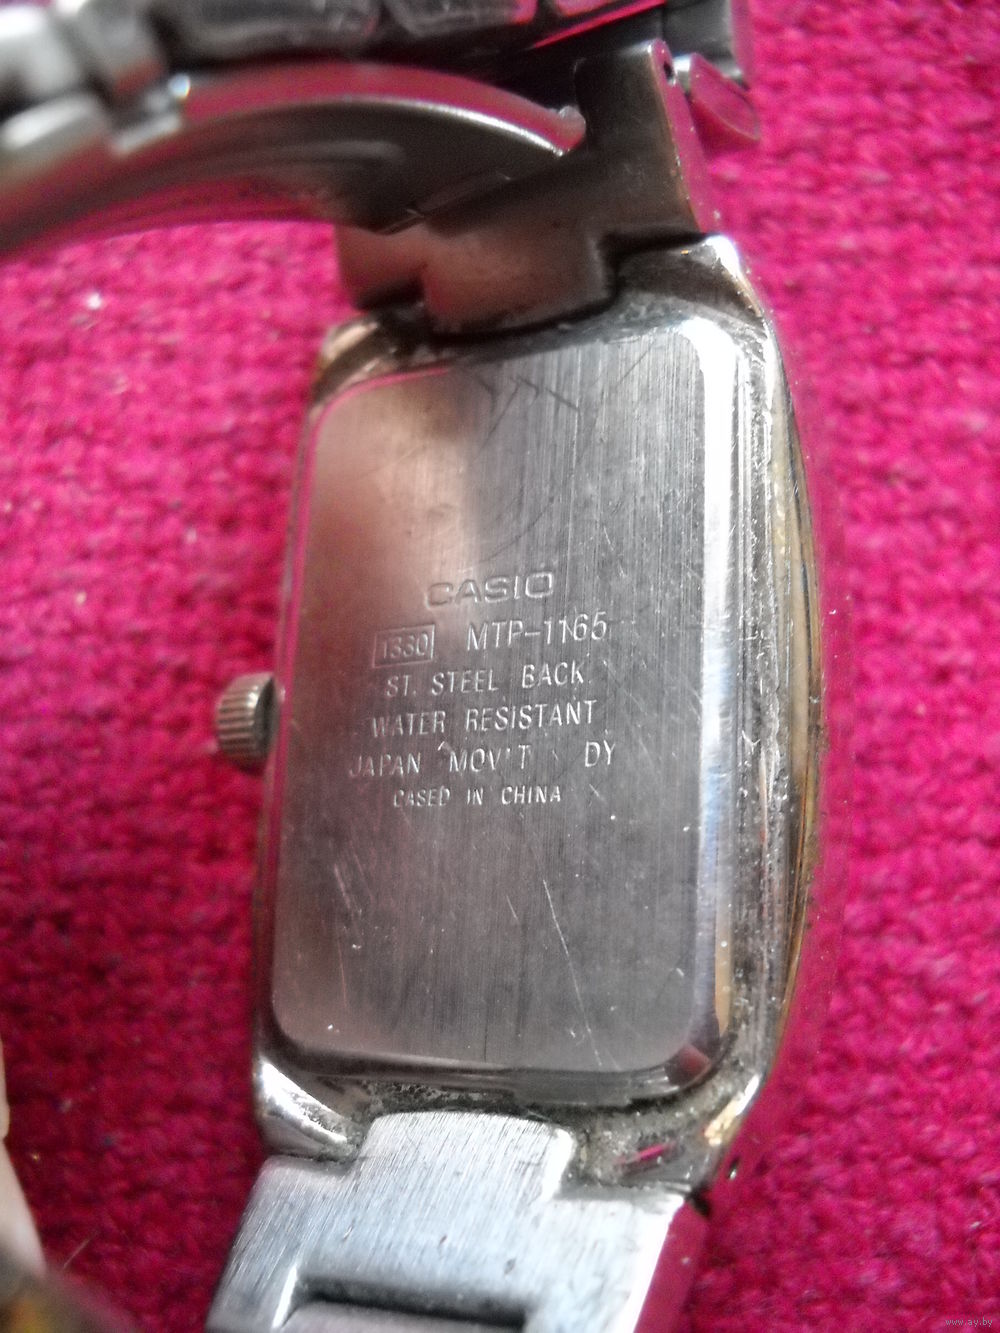 CASIO
1330 MTP-1165
ST. STEEL BACK
WATER RESISTANT
JAPAN MOV'T DY
CASED IN CHINA
www.ay.by